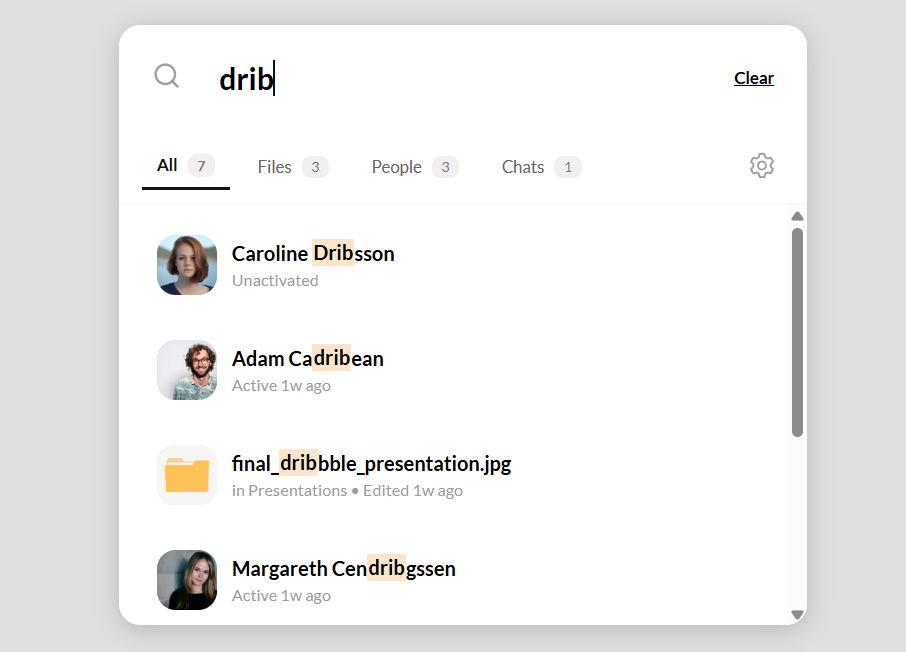 drib
Clear
All 7 Files 3 People 3 Chats 1
Caroline Dribsson
Unactivated
Adam Cadribean
Active 1w ago
final_dribbble_presentation.jpg
in Presentations • Edited 1w ago
Margareth Cendribgssen
Active 1w ago